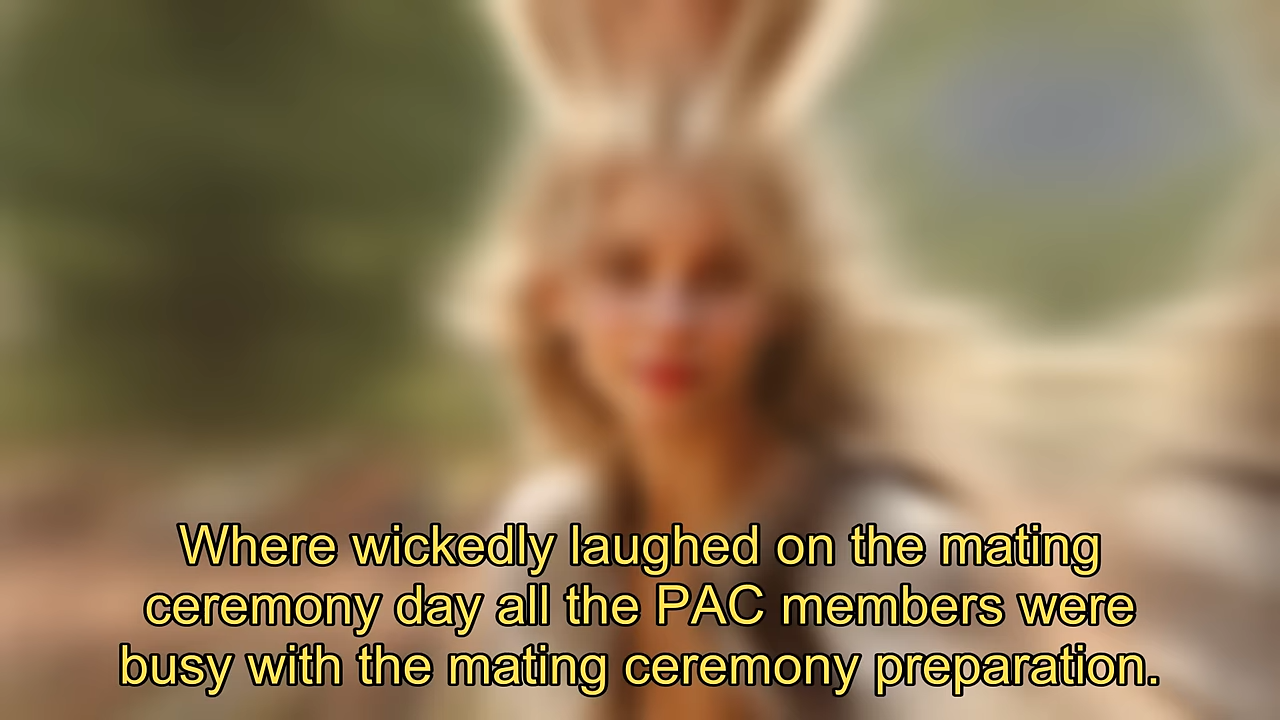 Where wickedly laughed on the mating
ceremony day all the PAC members were
busy with the mating ceremony preparation.